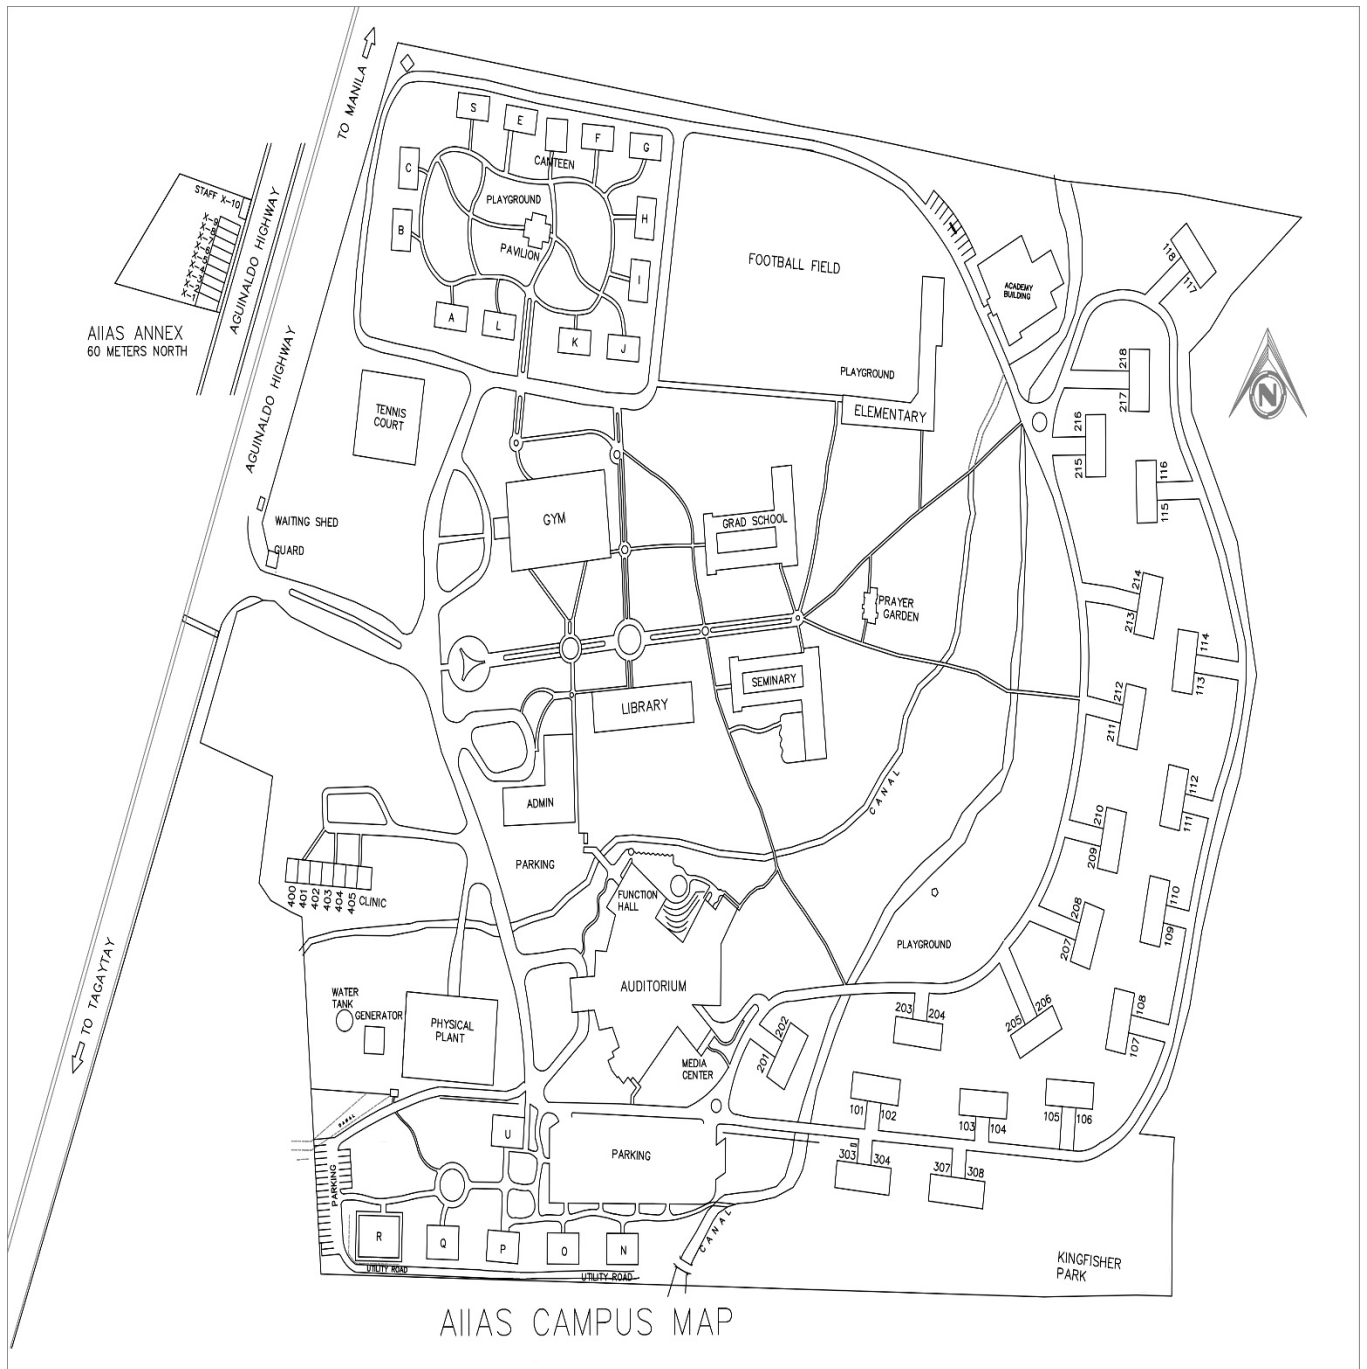 TO MANILA
S
E
F
G
CANTEEN
C
PLAYGROUND
H
B
PAVILION
I
A
L
K
J
STAFF X-10
AGUINALDO HIGHWAY
AIIAS ANNEX
60 METERS NORTH
FOOTBALL FIELD
ACADEMY
BUILDING
118
117
N
PLAYGROUND
ELEMENTARY
218
217
216
215
116
115
TENNIS
COURT
AGUINALDO HIGHWAY
WAITING SHED
GUARD
GYM
GRAD SCHOOL
PRAYER
GARDEN
214
213
114
113
SEMINARY
LIBRARY
212
211
ADMIN
CANAL
112
111
210
209
PARKING
400
401
402
403
404
405
CLINIC
FUNCTION
HALL
110
109
208
207
PLAYGROUND
TO TAGAYTAY
AUDITORIUM
WATER
TANK
GENERATOR
PHYSICAL
PLANT
203
204
205
206
108
107
202
201
MEDIA
CENTER
101
102
103
104
105
106
CANAL
U
PARKING
303
304
307
308
PARKING
R
Q
P
O
N
CANAL
UTILITY ROAD
UTILITY ROAD
KINGFISHER
PARK
AIIAS CAMPUS MAP